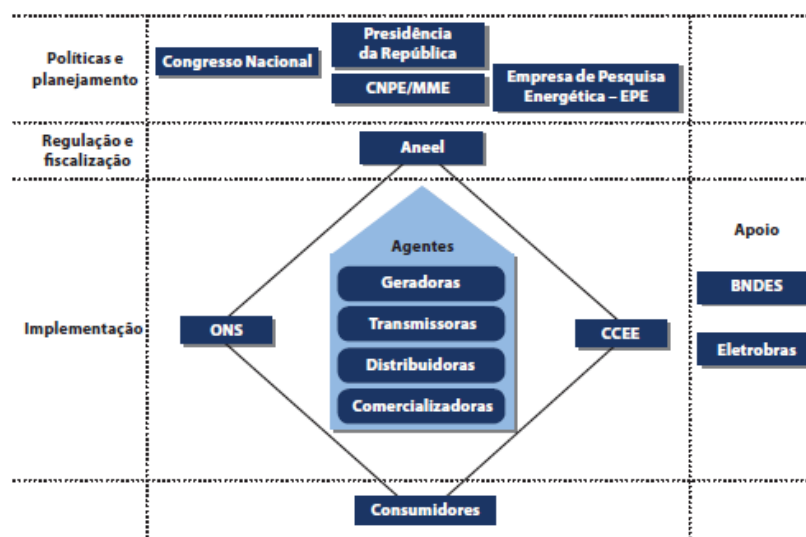 Políticas e
planejamento
Congresso Nacional
Presidência
da República
CNPE/MME
Empresa de Pesquisa
Energética – EPE
Regulação e
fiscalização
Aneel
Implementação
ONS
Agentes
Geradoras
Transmissoras
Distribuidoras
Comercializadoras
CCEE
Apoio
BNDES
Eletrobras
Consumidores